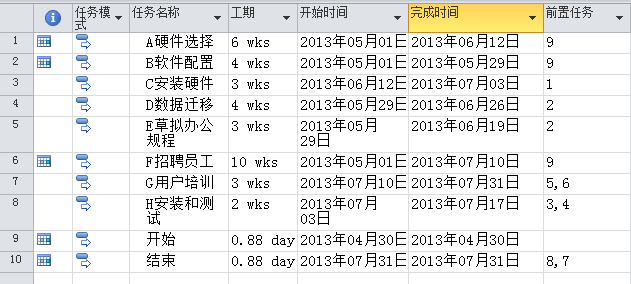 任务模式 任务名称 工期 开始时间 完成时间 前置任务
1 A硬件选择 6 wks 2013年05月01日 2013年06月12日 9
2 B软件配置 4 wks 2013年05月01日 2013年05月29日 9
3 C安装硬件 3 wks 2013年06月12日 2013年07月03日 1
4 D数据迁移 4 wks 2013年05月29日 2013年06月26日 2
5 E草拟办公规程 3 wks 2013年05月29日 2013年06月19日 2
6 F招聘员工 10 wks 2013年05月01日 2013年07月10日 9
7 G用户培训 3 wks 2013年07月10日 2013年07月31日 5,6
8 H安装和测试 2 wks 2013年07月03日 2013年07月17日 3,4
9 开始 0.88 day 2013年04月30日 2013年04月30日
10 结束 0.88 day 2013年07月31日 2013年07月31日 8,7